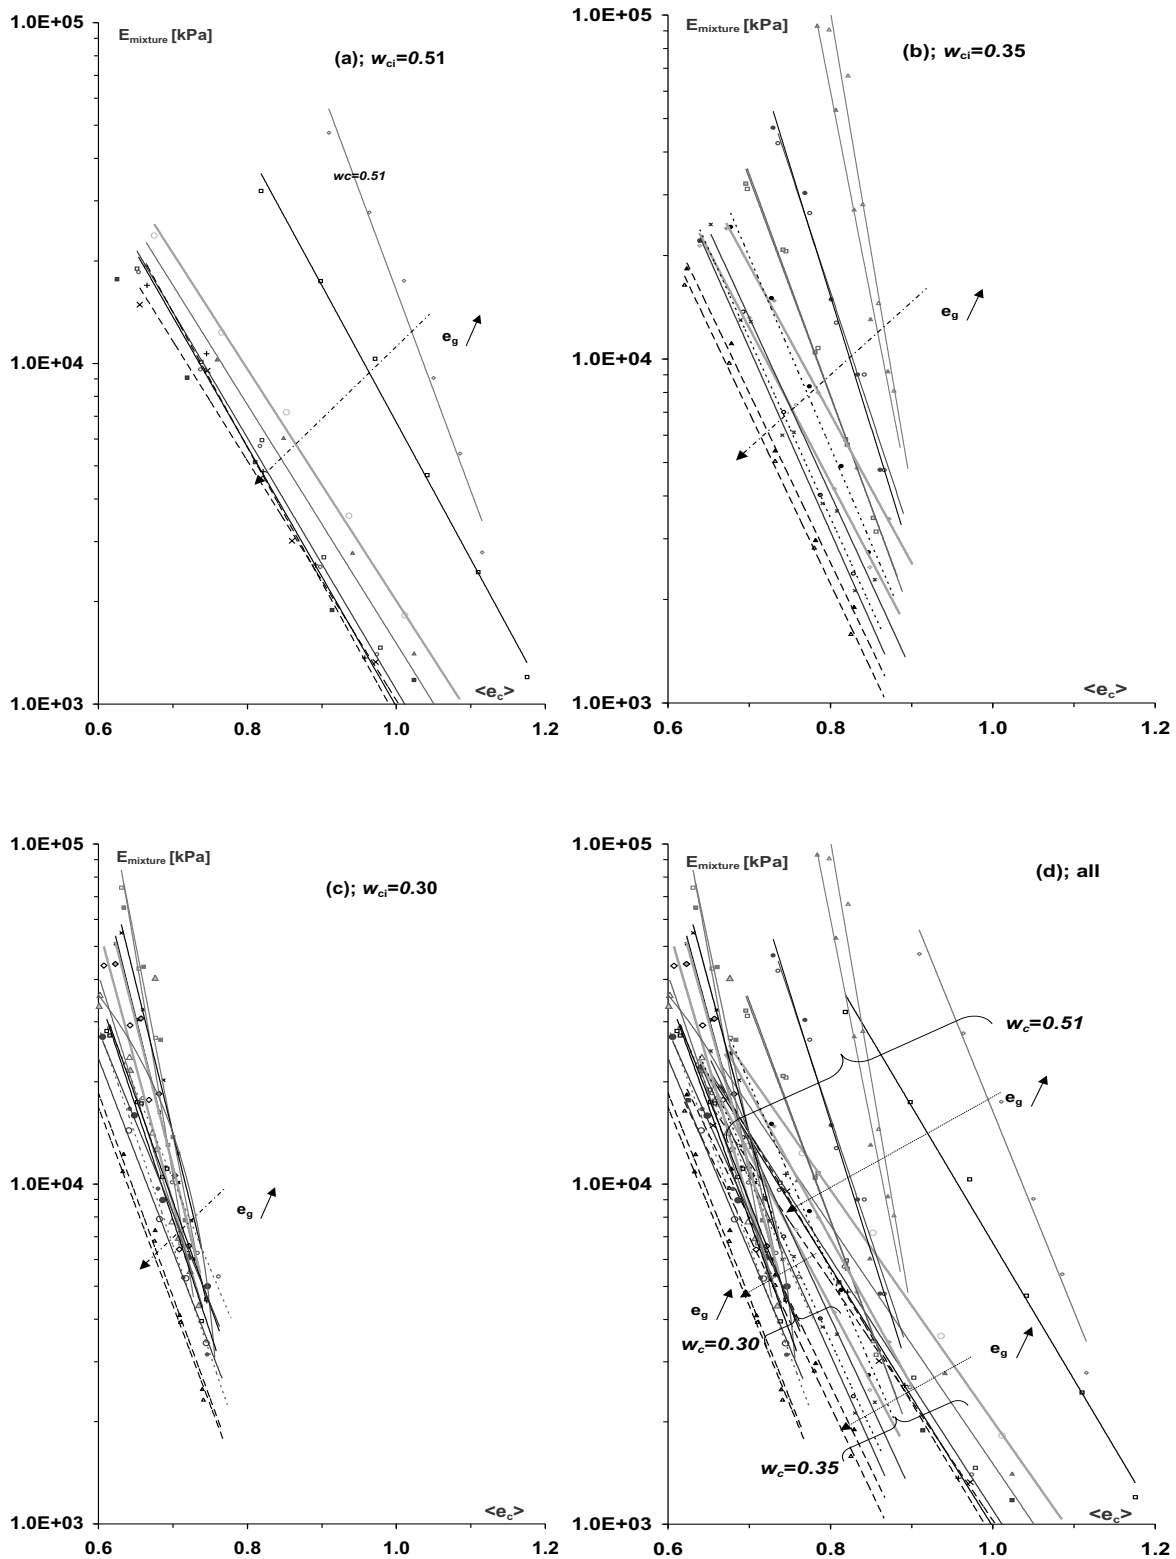 1.0E+05
E_mixture [kPa]
(a); w_ci=0.51
wc=0.51
1.0E+04
e_g
1.0E+03
<e_c>
0.6 0.8 1.0 1.2
1.0E+05
E_mixture [kPa]
(b); w_ci=0.35
1.0E+04
e_g
1.0E+03
<e_c>
0.6 0.8 1.0 1.2
1.0E+05
E_mixture [kPa]
(c); w_ci=0.30
1.0E+04
e_g
1.0E+03
<e_c>
0.6 0.8 1.0 1.2
1.0E+05
E_mixture [kPa]
(d); all
w_c=0.51
e_g
1.0E+04
e_g
w_c=0.30
e_g
w_c=0.35
1.0E+03
<e_c>
0.6 0.8 1.0 1.2